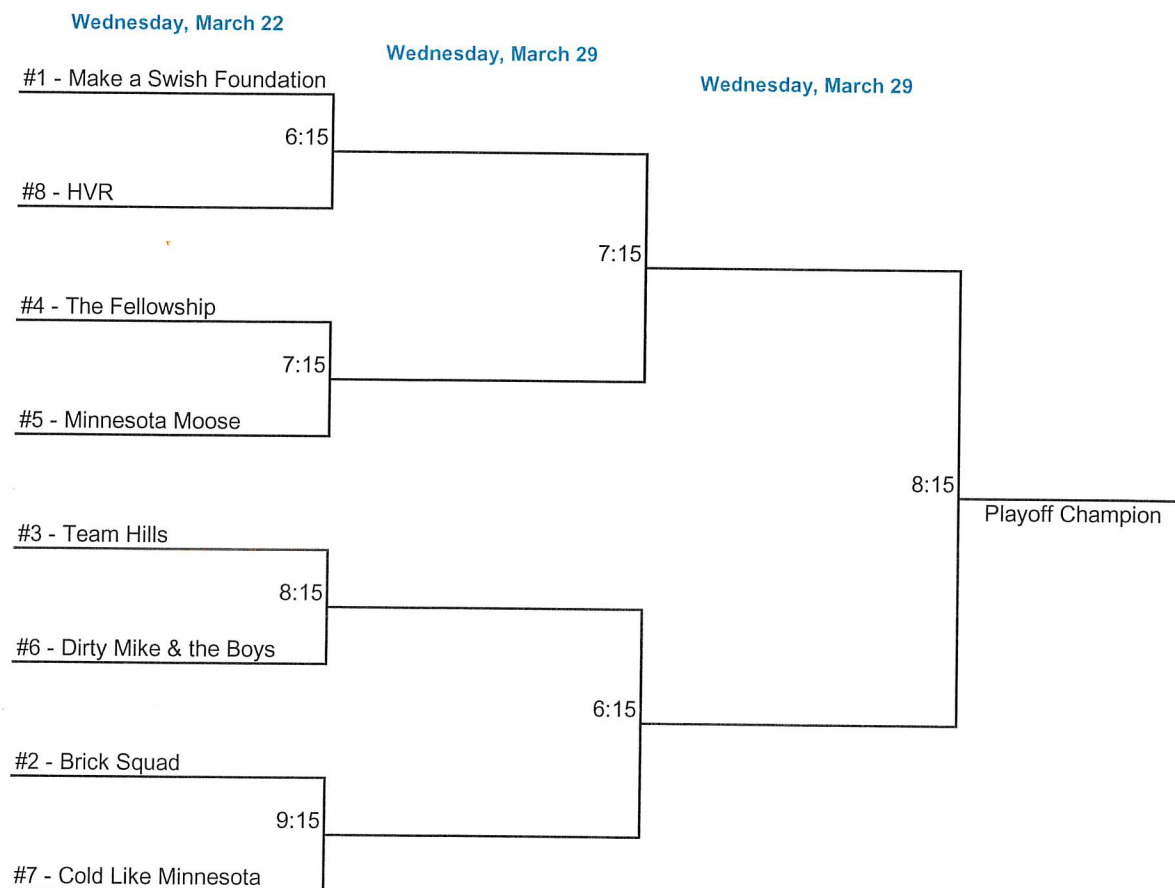 Wednesday, March 22
Wednesday, March 29
Wednesday, March 29
#1 - Make a Swish Foundation
6:15
#8 - HVR
7:15
#4 - The Fellowship
7:15
#5 - Minnesota Moose
8:15
Playoff Champion
#3 - Team Hills
8:15
#6 - Dirty Mike & the Boys
6:15
#2 - Brick Squad
9:15
#7 - Cold Like Minnesota